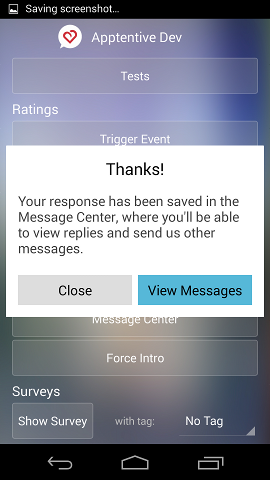 Saving screenshot...
Apptentive Dev
Tests
Ratings
Trigger Event
Thanks!
Your response has been saved in the
Message Center, where you'll be able
to view replies and send us other
messages.
Close
View Messages
Message Center
Force Intro
Surveys
Show Survey
with tag:
No Tag